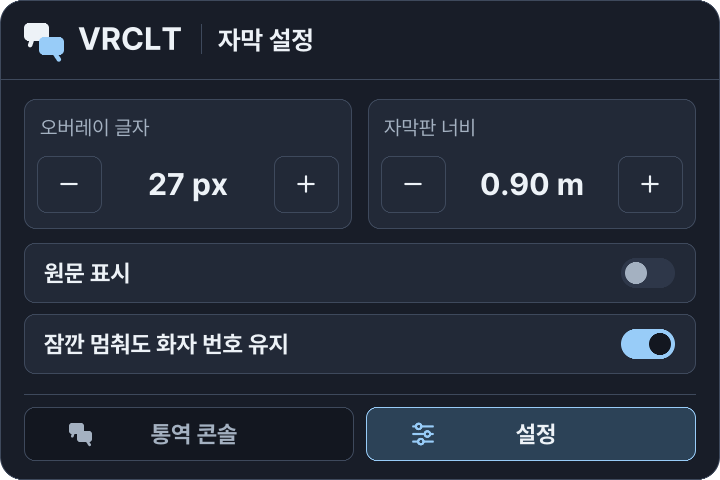 VRCLT 자막 설정
오버레이 글자
27 px
자막판 너비
0.90 m
원문 표시
잠깐 멈춰도 화자 번호 유지
통역 콘솔
설정